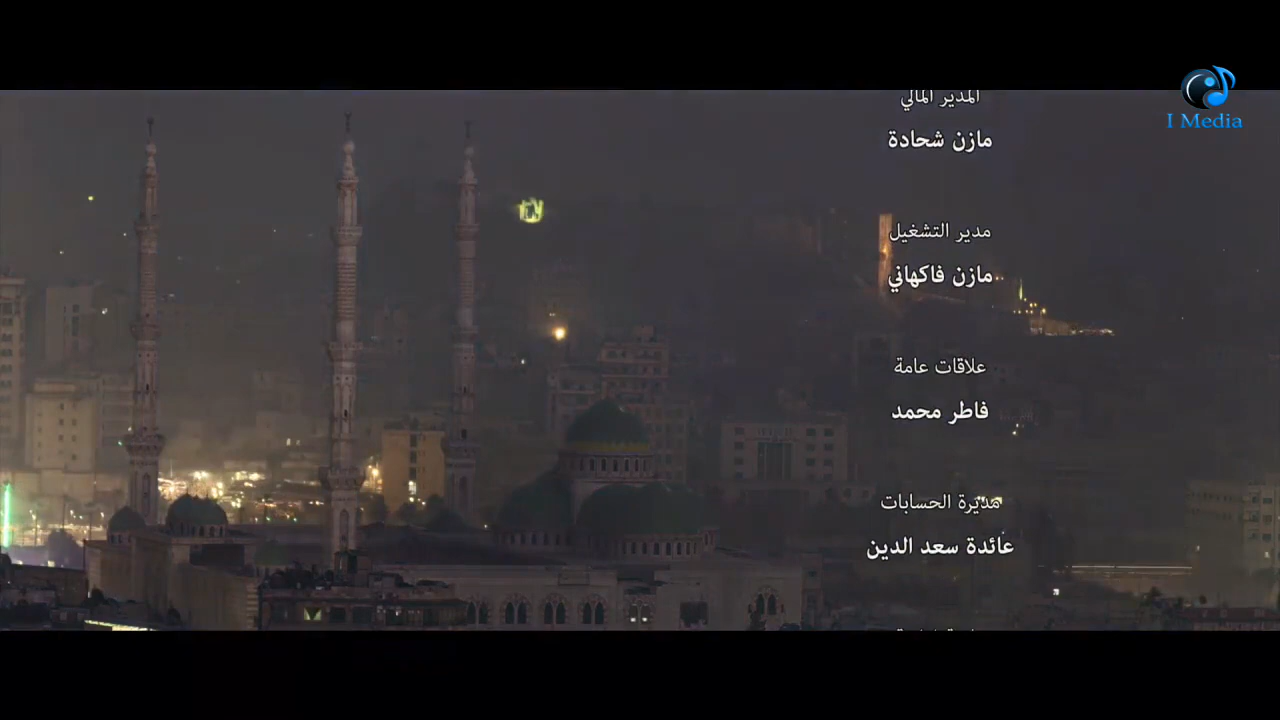 المدير المالي
I Media
مازن شحادة
مدير التشغيل
مازن فاكهاني
علاقات عامة
فاطر محمد
مديرة الحسابات
عائدة سعد الدين